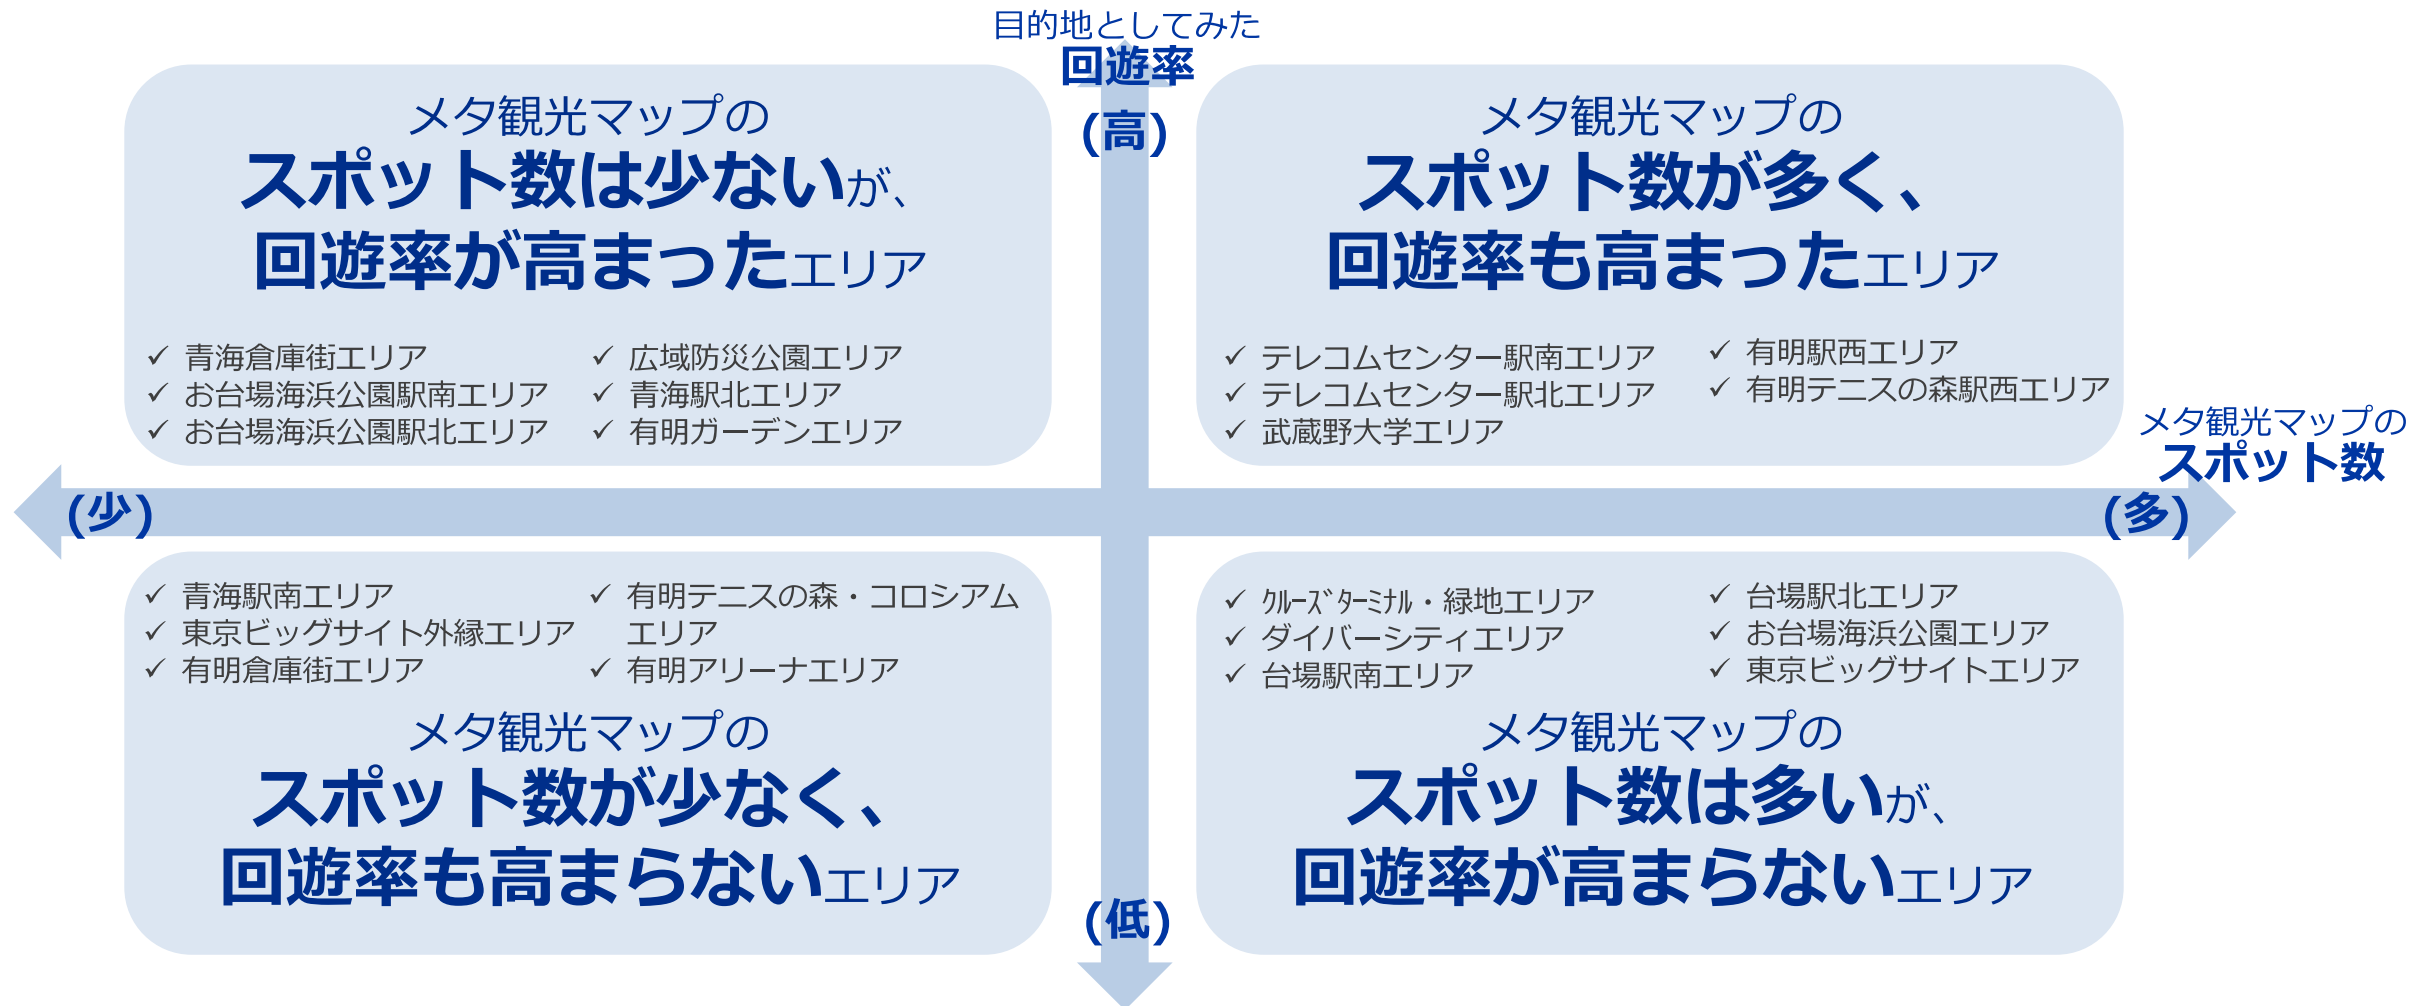 目的地としてみた
回遊率
(高)
メタ観光マップの
スポット数は少ないが、
回遊率が高まったエリア
✓ 青海倉庫街エリア
✓ お台場海浜公園駅南エリア
✓ お台場海浜公園駅北エリア
✓ 広域防災公園エリア
✓ 青海駅北エリア
✓ 有明ガーデンエリア
メタ観光マップの
スポット数が多く、
回遊率も高まったエリア
✓ テレコムセンター駅南エリア
✓ テレコムセンター駅北エリア
✓ 武蔵野大学エリア
✓ 有明駅西エリア
✓ 有明テニスの森駅西エリア
メタ観光マップの
スポット数
(少)
(多)
✓ 青海駅南エリア
✓ 東京ビッグサイト外縁エリア
✓ 有明倉庫街エリア
✓ 有明テニスの森・コロシアム
エリア
✓ 有明アリーナエリア
メタ観光マップの
スポット数が少なく、
回遊率も高まらないエリア
✓ ｸﾙｰｽﾞﾀｰﾐﾅﾙ・緑地エリア
✓ ダイバーシティエリア
✓ 台場駅南エリア
✓ 台場駅北エリア
✓ お台場海浜公園エリア
✓ 東京ビッグサイトエリア
メタ観光マップの
スポット数は多いが、
回遊率が高まらないエリア
(低)